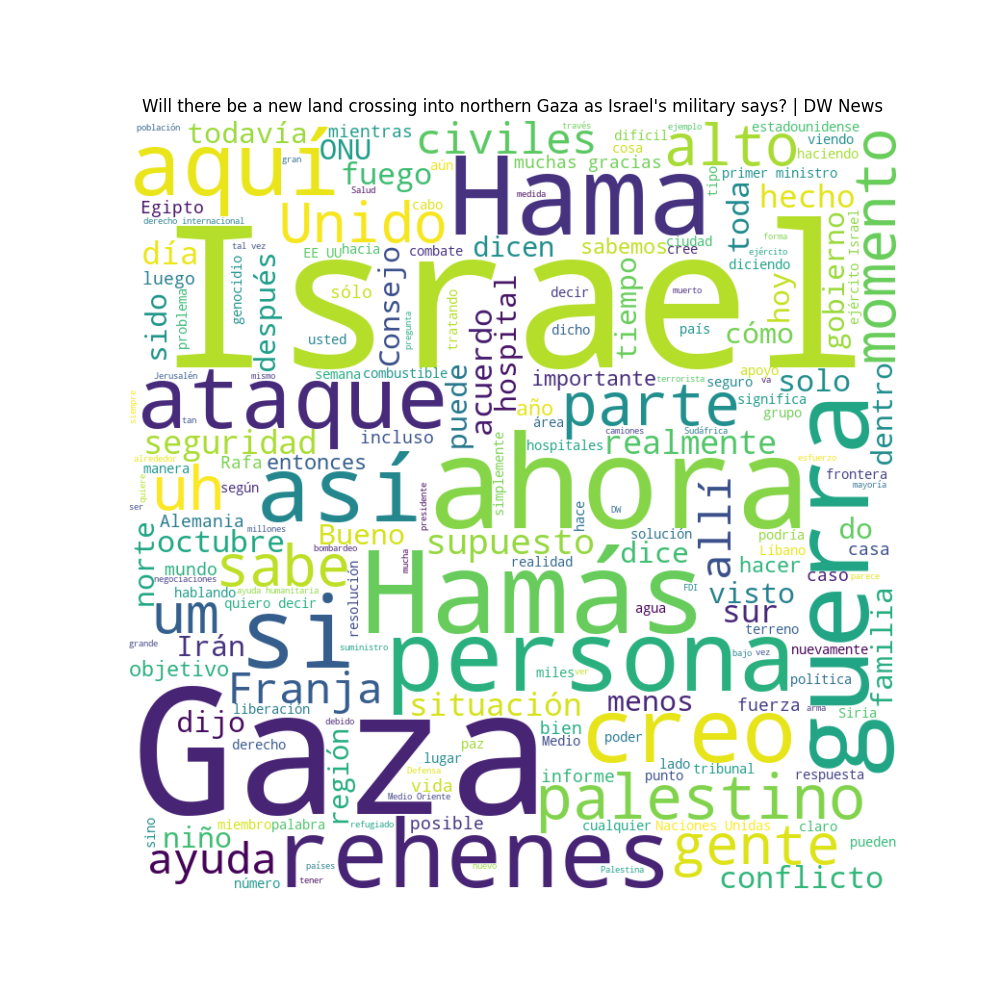 Will there be a new land crossing into northern Gaza as Israel's military says? | DW News
población
todavía
mientras
civiles
través
difícil
ejemplo
estadounidense
aquí
gran
ONU
aún
muchas gracias
cosa
alto
viendo
haciendo
momento
fuego
Salud
Hama
medida
tipo
primer ministro
Egipto
cabo
toda
hecho
derecho internacional
Unido
dicen
sabemos
ciudad
cree
forma
gobierno
ejército Israel
día
tal vez
EE UU
hacia
combate
ejército
diciendo
luego
genocidio
después
Israel
sólo
Consejo
tratando
decir
muerto
tiempo
hoy
sido
problema
usted
pregunta
hospital
acuerdo
dicho
país
cómo
Jerusalén
mismo
semana
combustible
importante
terrorista
apoyo
seguro
va
solo
dentro
siempre
tan
ataque
puede
año
parte
significa
grupo
guerra
seguridad
incluso
área
camiones
Sudáfrica
hospitales
realmente
alrededor
manera
Rafa
entonces
simplemente
ahora
esfuerzo
frontera
mayoría
quiere
ser
uh
según
así
presidente
hace
DW
allí
Alemania
millones
norte
octubre
Bueno
supuesto
solución
podría
do
bombardeo
mucha
realidad
dice
Líbano
casa
negociaciones
mundo
sabe
hacer
caso
parece
hablando
ayuda humanitaria
quiero decir
resolución
Hamás
FDI
visto
familia
um
si
agua
sur
terreno
grande
Irán
suministro
persona
bajo
vez
nuevamente
objetivo
Franja
miles
ver
política
liberación
situación
menos
fuerza
arma
Siria
Gaza
dijo
debido
derecho
región
paz
bien
Medio
creo
poder
lugar
Defensa
vida
informe
lado
punto
tribunal
respuesta
Medio Oriente
palestino
sino
niño
miembro
palabra
refugiado
posible
cualquier
Naciones Unidas
claro
pueden
ayuda
países
rehenes
nuevo
gente
Palestina
número
tener
conflicto